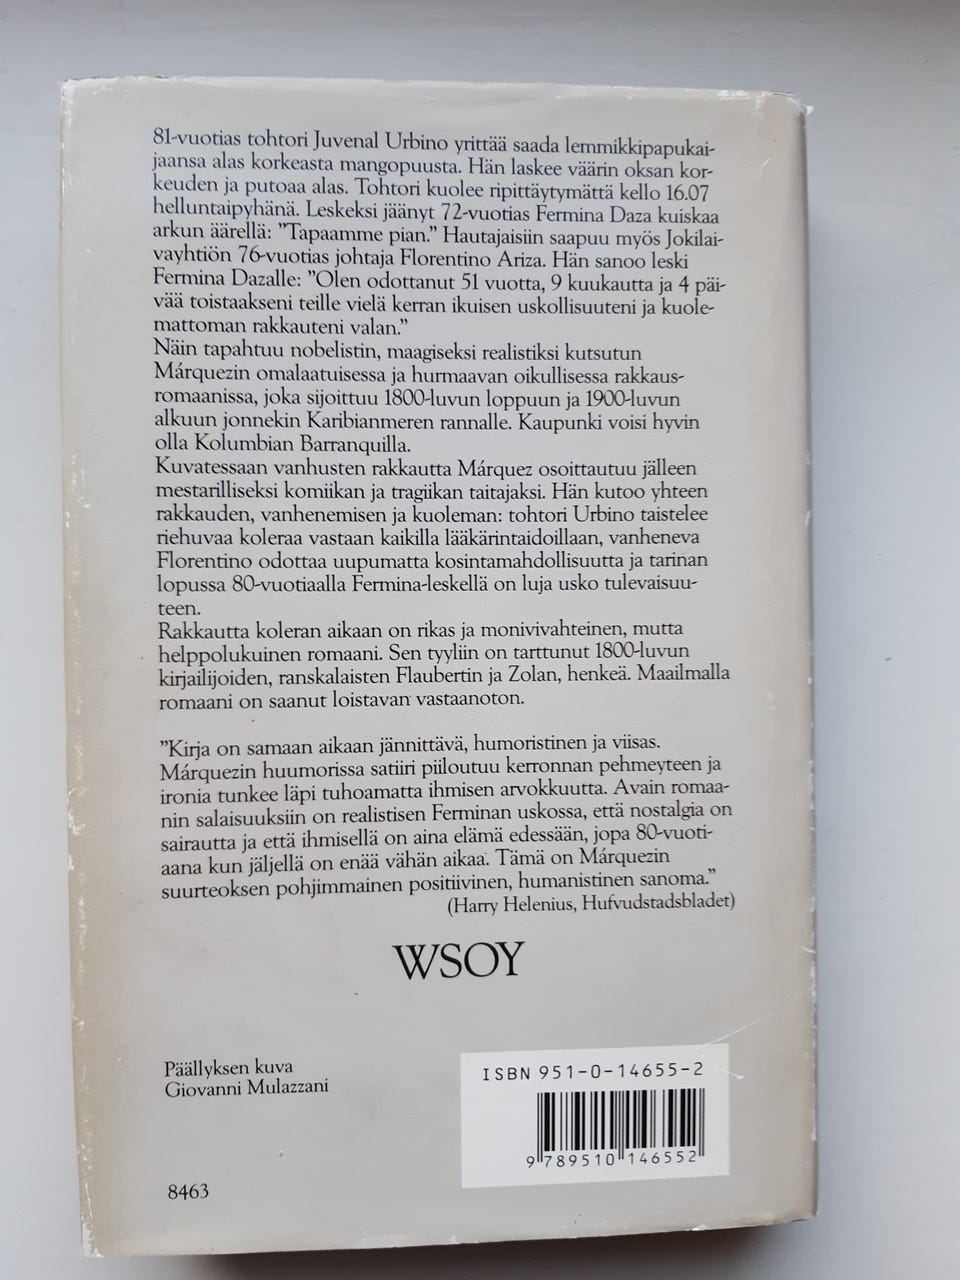 81-vuotias tohtori Juvenal Urbino yrittää saada lemmikkipapukai-
jaansa alas korkeasta mangopuusta. Hän laskee väärin oksan kor-
keuden ja putoaa alas. Tohtori kuolee ripittäytymättä kello 16.07
helluntaipyhänä. Leskeksi jäänyt 72-vuotias Fermina Daza kuiskaa
arkun äärellä: ”Tapaamme pian.” Hautajaisiin saapuu myös Jokilai-
vayhtiön 76-vuotias johtaja Florentino Ariza. Hän sanoo leski
Fermina Dazalle: ”Olen odottanut 51 vuotta, 9 kuukautta ja 4 päi-
vää toistaakseni teille vielä kerran ikuisen uskollisuuteni ja kuole-
mattoman rakkauteni valan.”
Näin tapahtuu nobelistin, maagiseksi realistiksi kutsutun
Márquezin omalaatuisessa ja hurmaavan oikullisessa rakkaus-
romaanissa, joka sijoittuu 1800-luvun loppuun ja 1900-luvun
alkuun jonnekin Karibianmeren rannalle. Kaupunki voisi hyvin
olla Kolumbian Barranquilla.
Kuvatessaan vanhusten rakkautta Márquez osoittautuu jälleen
mestarilliseksi komiikan ja tragiikan taitajaksi. Hän kutoo yhteen
rakkauden, vanhenemisen ja kuoleman: tohtori Urbino taistelee
riehuvaa koleraa vastaan kaikilla lääkärintaidoillaan, vanheneva
Florentino odottaa uupumatta kosintamahdollisuutta ja tarinan
lopussa 80-vuotiaalla Fermina-leskellä on luja usko tulevaisuu-
teen.
Rakkautta koleran aikaan on rikas ja monivivahteinen, mutta
helppolukuinen romaani. Sen tyyliin on tarttunut 1800-luvun
kirjailijoiden, ranskalaisten Flaubertin ja Zolan, henkeä. Maailmalla
romaani on saanut loistavan vastaanoton.
”Kirja on samaan aikaan jännittävä, humoristinen ja viisas.
Márquezin huumorissa satiiri piiloutuu kerronnan pehmeyteen ja
ironia tunkee läpi tuhoamatta ihmisen arvokkuutta. Avain romaa-
nin salaisuuksiin on realistisen Ferminan uskossa, että nostalgia on
sairautta ja että ihmisellä on aina elämä edessään, jopa 80-vuoti-
aana kun jäljellä on enää vähän aikaa. Tämä on Márquezin
suurteoksen pohjimmainen positiivinen, humanistinen sanoma.”
(Harry Helenius, Hufvudstadsbladet)
WSOY
Päällyksen kuva
Giovanni Mulazzani
ISBN 951-0-14655-2
9 789510 146552
8463